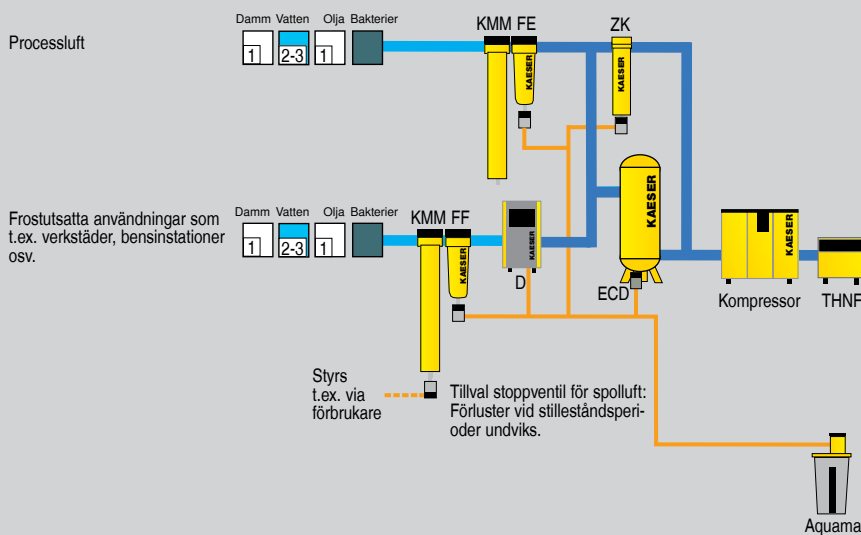 Damm Vatten Olja Bakterier
KMM FE
ZK
Processluft
1 2-3 1
KAESER
KAESER
Damm Vatten Olja Bakterier
KMM FF
Frostutsatta användningar som
t.ex. verkstäder, bensinstationer
osv.
1 2-3 1
KAESER
KAESER
KAESER
KAESER
D
ECD
Kompressor
THNF
Styrs
t.ex. via
förbrukare
Tillval stoppventil för spolluft:
Förluster vid stilleståndsperi-
oder undviks.
Aquama